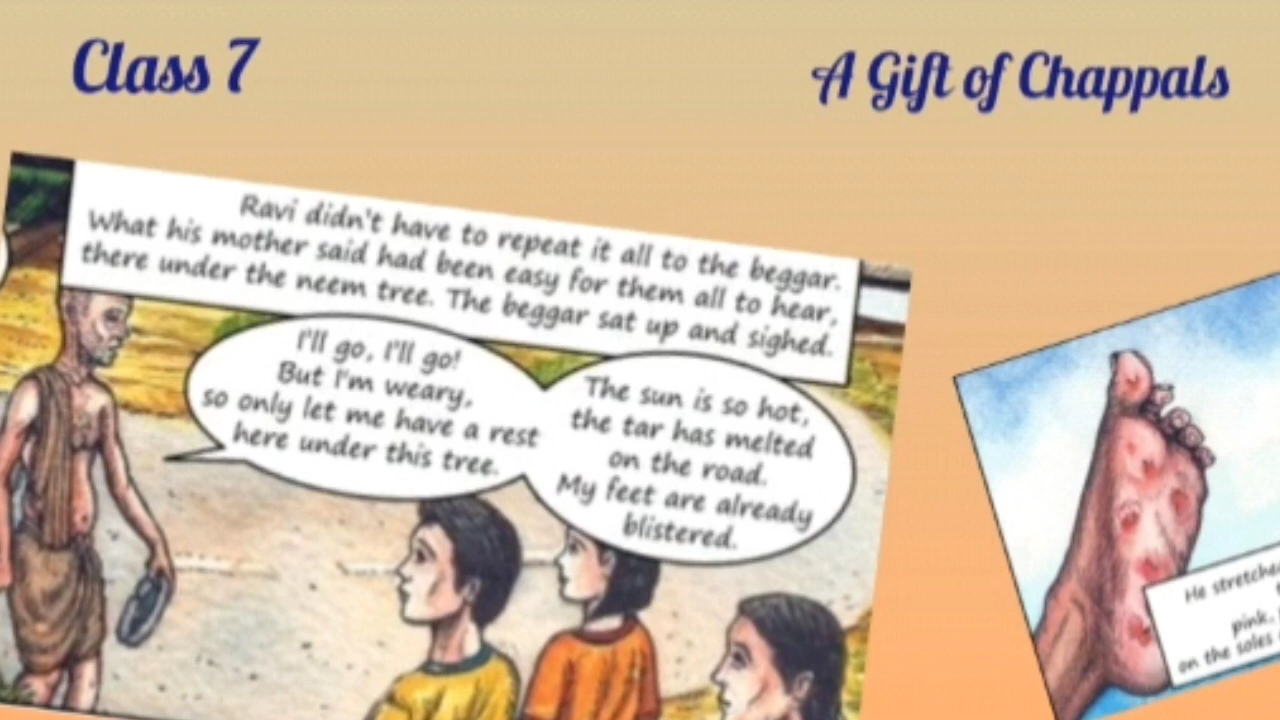 Class 7
A Gift of Chappals
Ravi didn't have to repeat it all to the beggar.
What his mother said had been easy for them all to hear,
there under the neem tree. The beggar sat up and sighed.
I'll go, I'll go!
But I'm weary,
so only let me have a rest
here under this tree.
The sun is so hot,
the tar has melted
on the road.
My feet are already
blistered.
He
pink,
on the soles